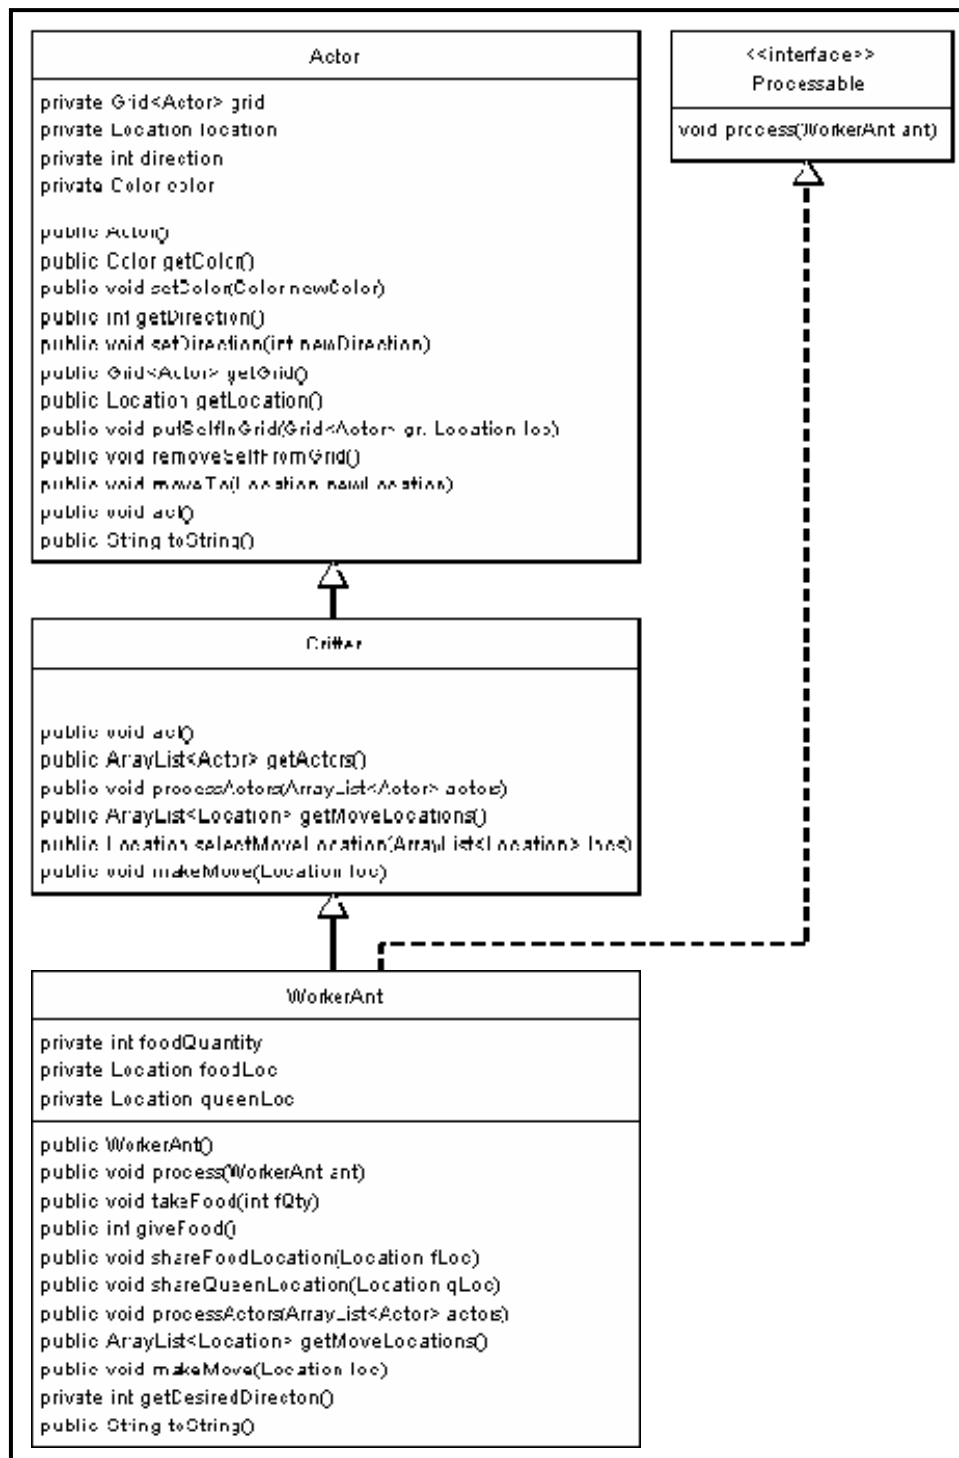 Actor
private Grid<Actor> grid
private Location location
private int direction
private Color color
public Actor()
public Color getColor()
public void setColor(Color newColor)
public int getDirection()
public void setDirection(int newDirection)
public Grid<Actor> getGrid()
public Location getLocation()
public void putSelfInGrid(Grid<Actor> gr, Location loc)
public void removeSelfFromGrid()
public void moveTo(Location newLocation)
public void act()
public String toString()
<<interface>>
Processable
void process(WorkerAnt ant)
Critter
public void act()
public ArrayList<Actor> getActors()
public void processActors(ArrayList<Actor> actors)
public ArrayList<Location> getMoveLocations()
public Location selectMoveLocation(ArrayList<Location> locs)
public void makeMove(Location loc)
WorkerAnt
private int foodQuantity
private Location foodLoc
private Location queenLoc
public WorkerAnt()
public void process(WorkerAnt ant)
public void takeFood(int fQty)
public int giveFood()
public void shareFoodLocation(Location fLoc)
public void shareQueenLocation(Location qLoc)
public void processActors(ArrayList<Actor> actors)
public ArrayList<Location> getMoveLocations()
public void makeMove(Location loc)
private int getDesiredDirecton()
public String toString()